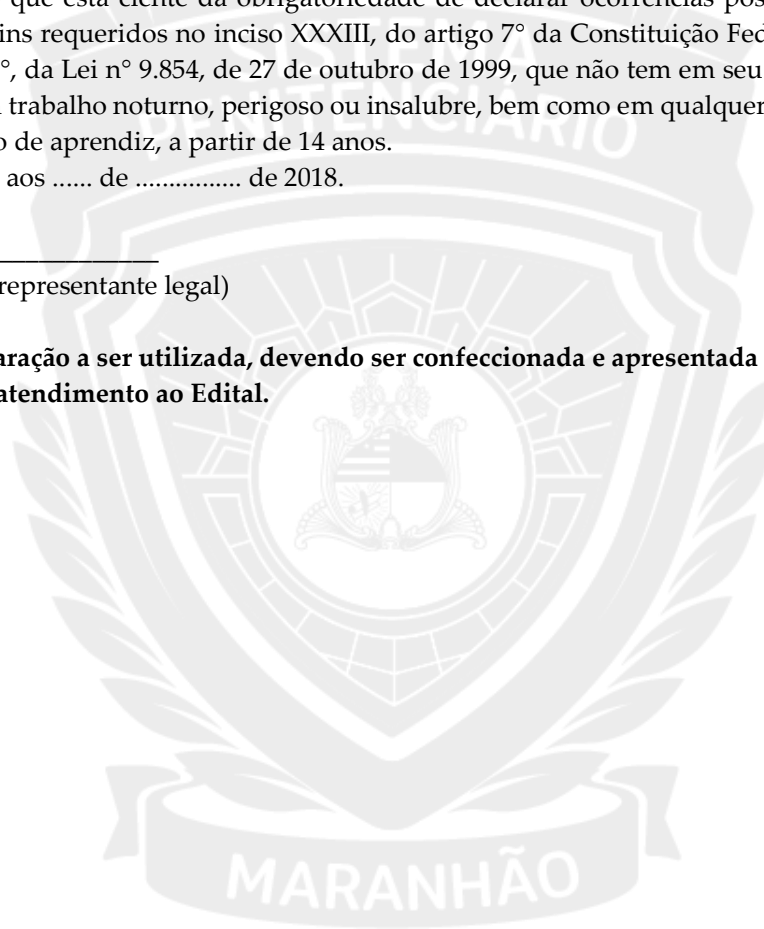 que está ciente da obrigatoriedade de declarar ocorrências pos
ins requeridos no inciso XXXIII, do artigo 7° da Constituição Fed
°, da Lei n° 9.854, de 27 de outubro de 1999, que não tem em seu
trabalho noturno, perigoso ou insalubre, bem como em qualquer
o de aprendiz, a partir de 14 anos.
aos ...... de ................ de 2018.
representante legal)
aração a ser utilizada, devendo ser confeccionada e apresentada
atendimento ao Edital.
SISTEMA
PENITENCIÁRIO
MARANHÃO